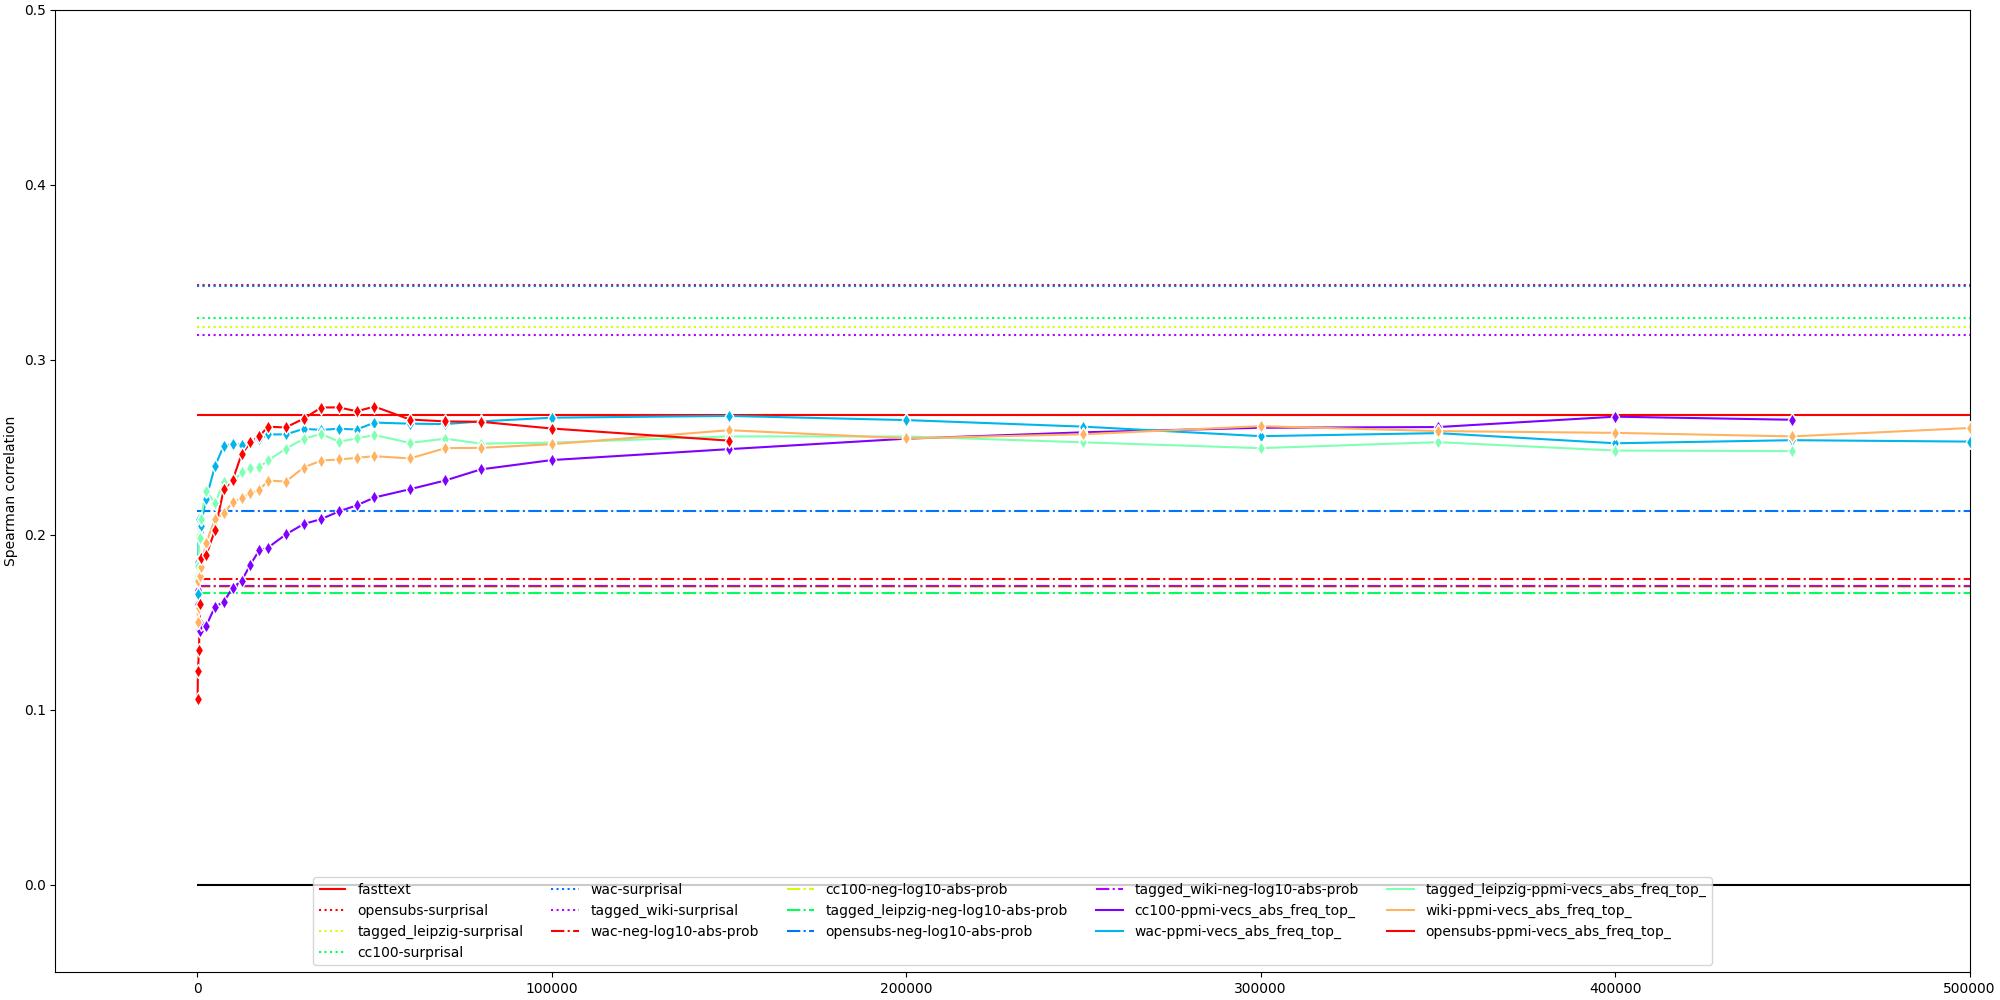 0.5
0.4
0.3
0.2
0.1
0.0
Spearman correlation
fasttext
opensubs-surprisal
tagged_leipzig-surprisal
cc100-surprisal
wac-surprisal
tagged_wiki-surprisal
wac-neg-log10-abs-prob
cc100-neg-log10-abs-prob
tagged_leipzig-neg-log10-abs-prob
opensubs-neg-log10-abs-prob
tagged_wiki-neg-log10-abs-prob
cc100-ppmi-vecs_abs_freq_top_
wac-ppmi-vecs_abs_freq_top_
tagged_leipzig-ppmi-vecs_abs_freq_top_
wiki-ppmi-vecs_abs_freq_top_
opensubs-ppmi-vecs_abs_freq_top_
0 100000 200000 300000 400000 500000